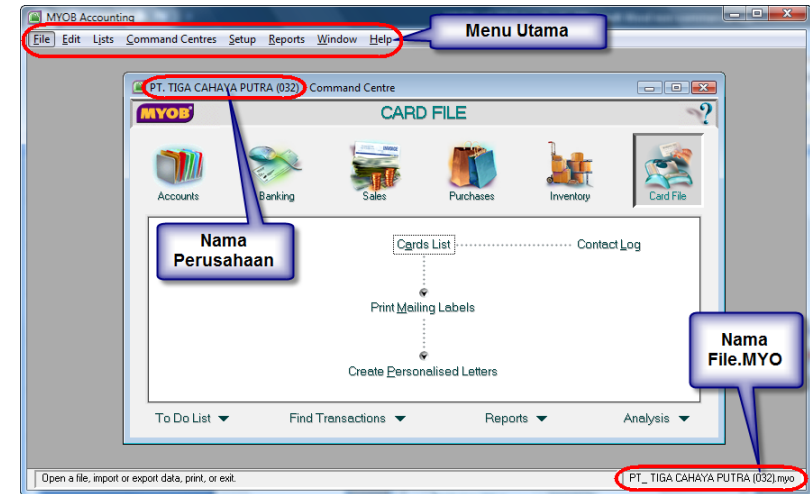 MYOB Accounting
File Edit Lists Command Centres Setup Reports Window Help
Menu Utama
PT. TIGA CAHAYA PUTRA (032) Command Centre
MYOB
CARD FILE
?
Accounts Banking Sales Purchases Inventory Card File
Nama
Perusahaan
Cards List Contact Log
Print Mailing Labels
Create Personalised Letters
Nama
File.MYO
To Do List Find Transactions Reports Analysis
Open a file, import or export data, print, or exit.
PT_ TIGA CAHAYA PUTRA (032).myo